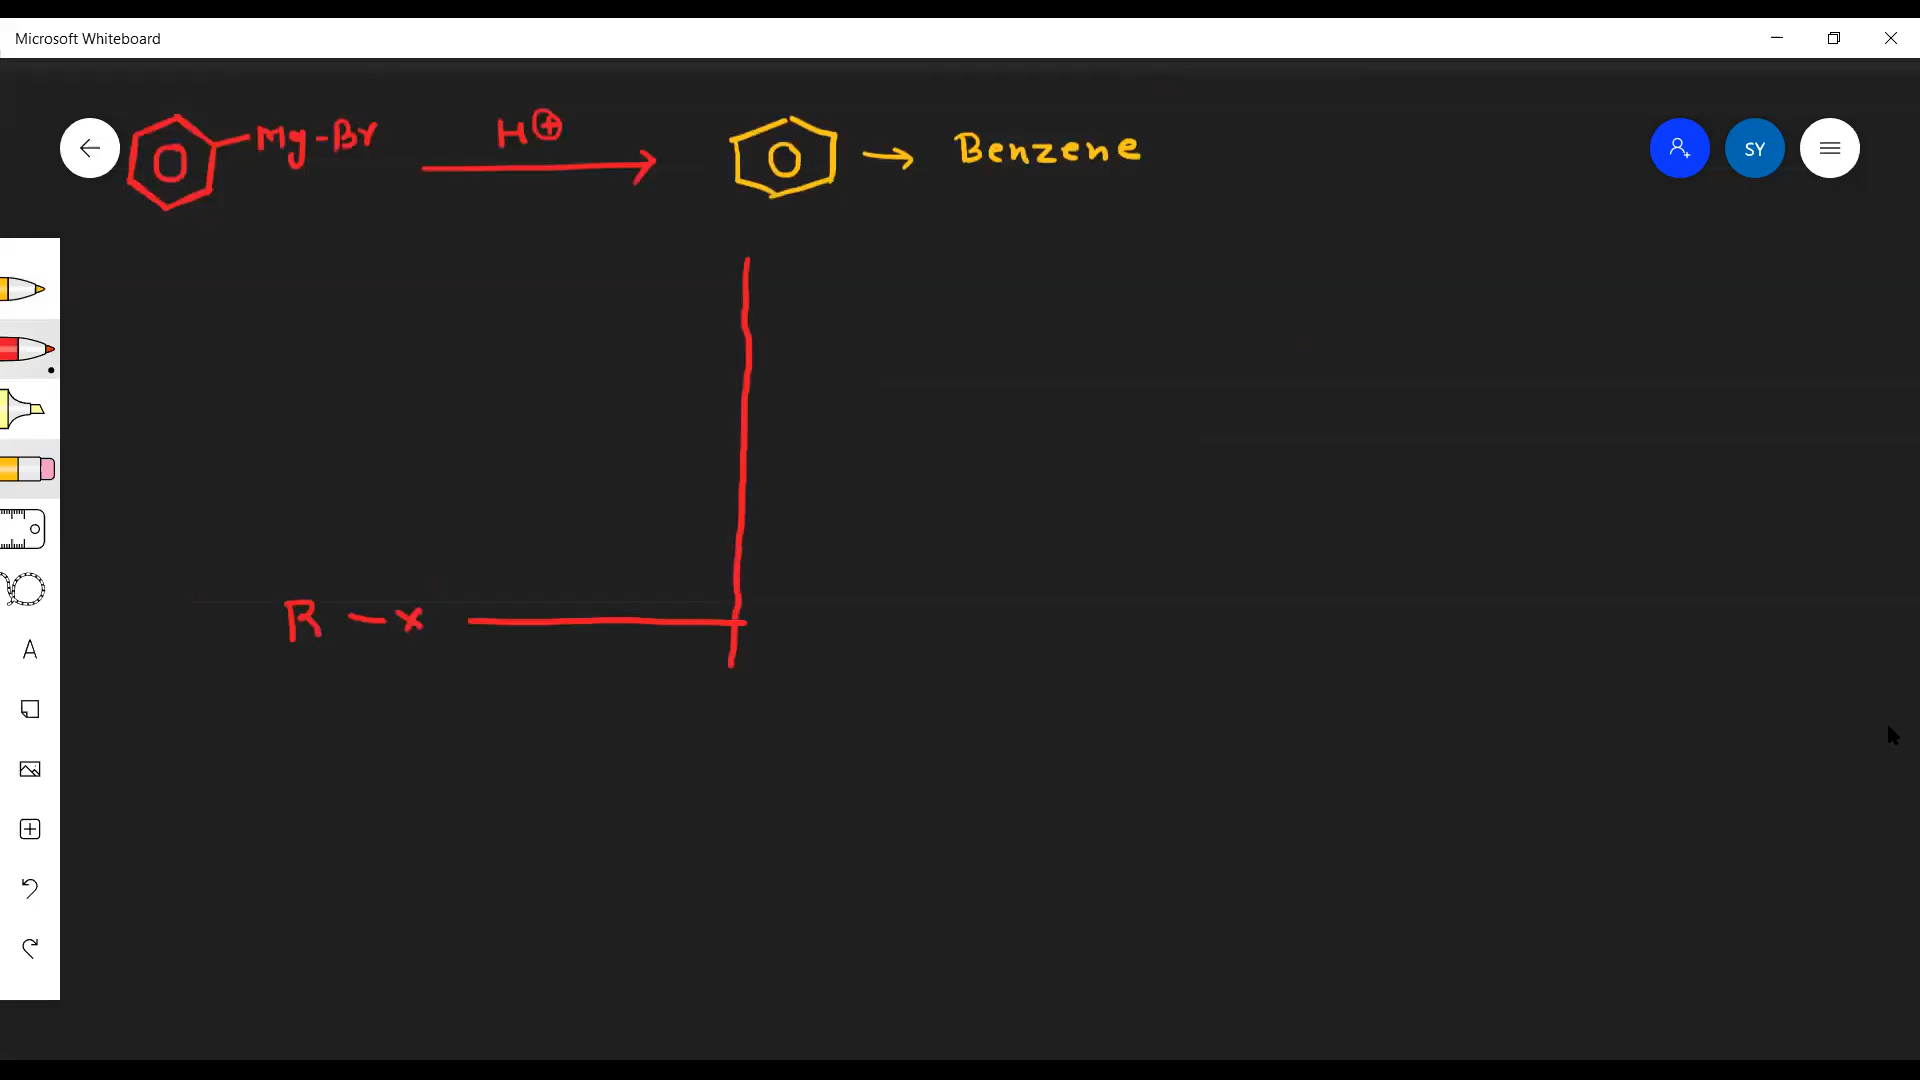 Microsoft Whiteboard
Mg-Br H⊕ → Benzene
SY
R-x
A